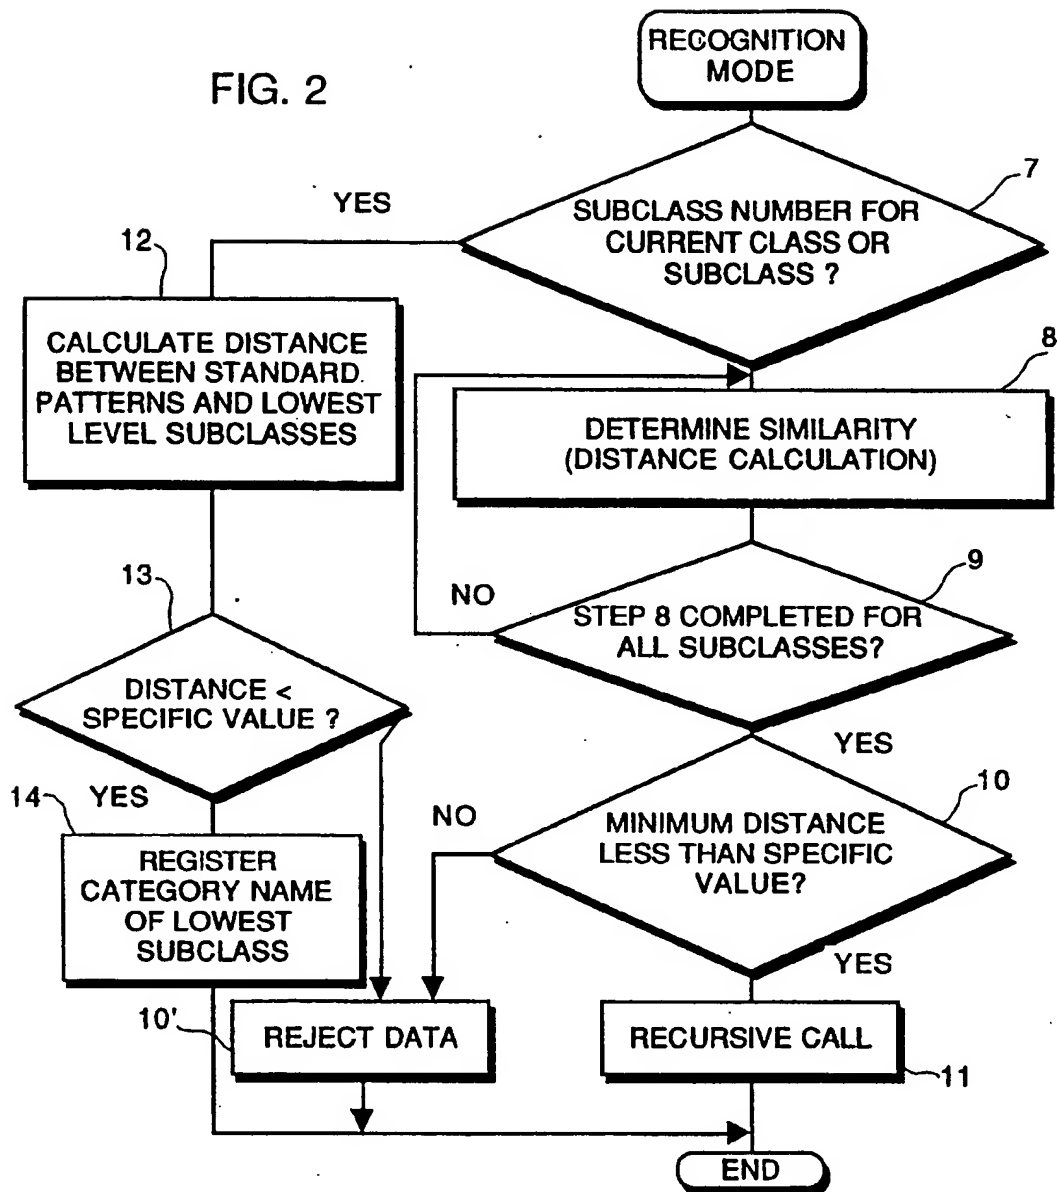 FIG. 2
RECOGNITION
MODE
7
SUBCLASS NUMBER FOR
CURRENT CLASS OR
SUBCLASS ?
YES
12
CALCULATE DISTANCE
BETWEEN STANDARD
PATTERNS AND LOWEST
LEVEL SUBCLASSES
8
DETERMINE SIMILARITY
(DISTANCE CALCULATION)
9
STEP 8 COMPLETED FOR
ALL SUBCLASSES?
NO
YES
13
DISTANCE <
SPECIFIC VALUE ?
YES
10
MINIMUM DISTANCE
LESS THAN SPECIFIC
VALUE?
NO
YES
14
REGISTER
CATEGORY NAME
OF LOWEST
SUBCLASS
10'
REJECT DATA
RECURSIVE CALL
11
END